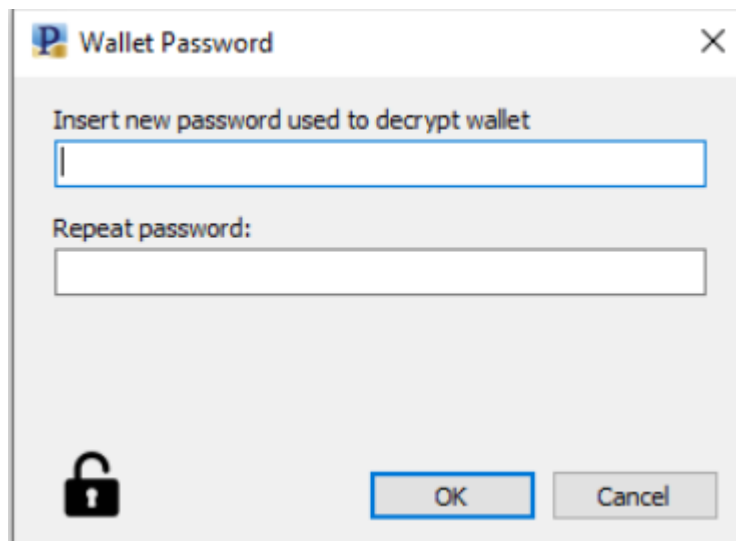 Wallet Password
Insert new password used to decrypt wallet
Repeat password:
OK
Cancel